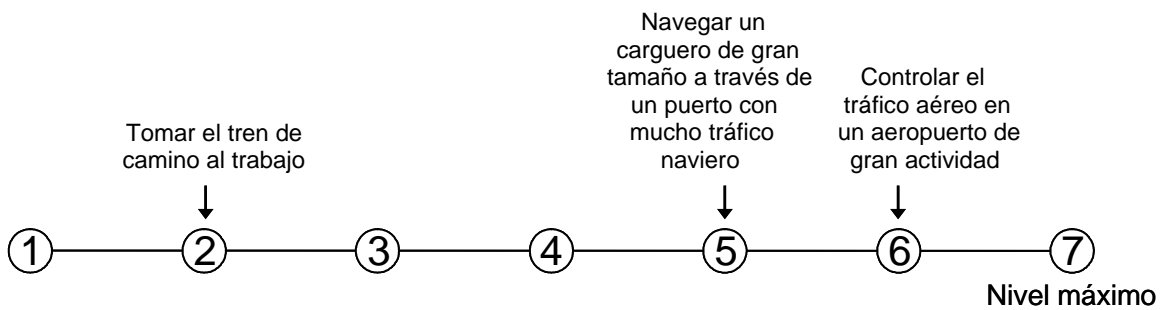 Navegar un
carguero de gran
tamaño a través de
un puerto con
mucho tráfico
naviero
Controlar el
tráfico aéreo en
un aeropuerto de
gran actividad
Tomar el tren de
camino al trabajo
1 2 3 4 5 6 7
Nivel máximo